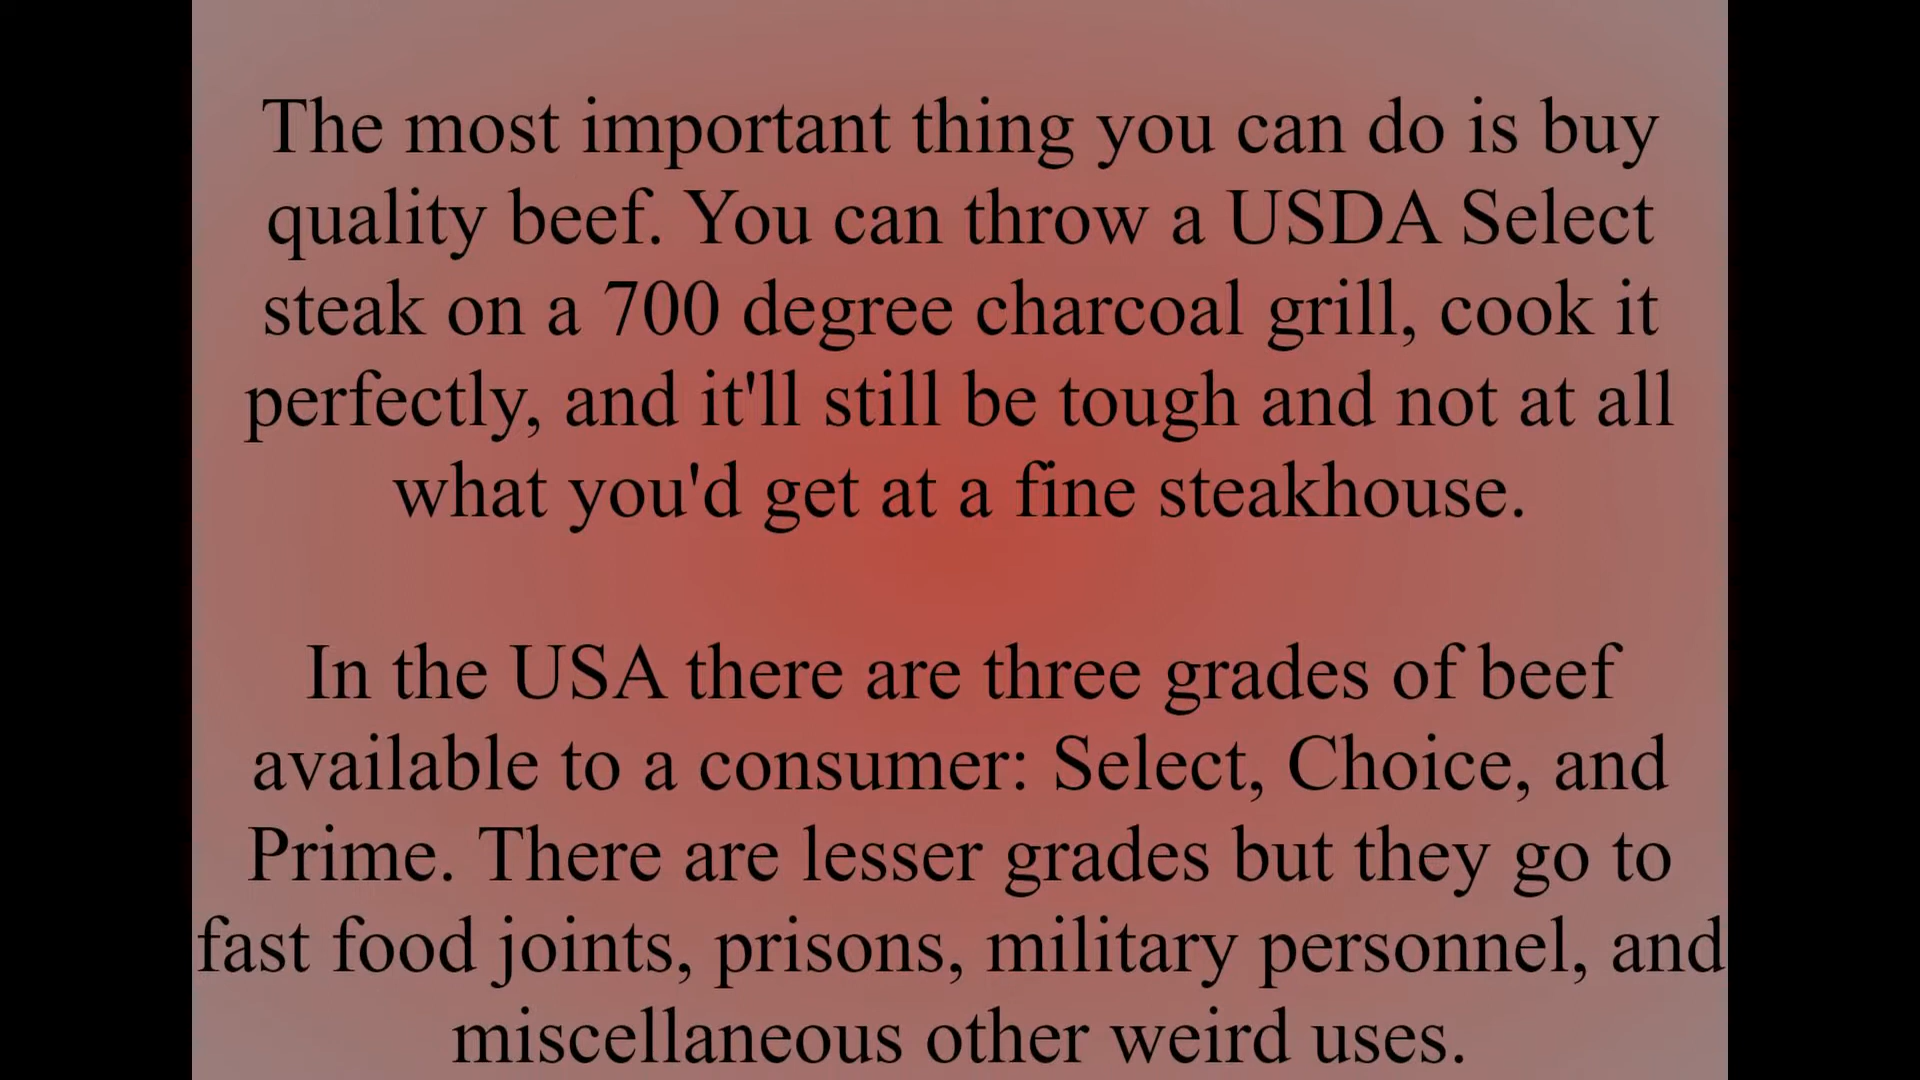 The most important thing you can do is buy
quality beef. You can throw a USDA Select
steak on a 700 degree charcoal grill, cook it
perfectly, and it'll still be tough and not at all
what you'd get at a fine steakhouse.
In the USA there are three grades of beef
available to a consumer: Select, Choice, and
Prime. There are lesser grades but they go to
fast food joints, prisons, military personnel, and
miscellaneous other weird uses.